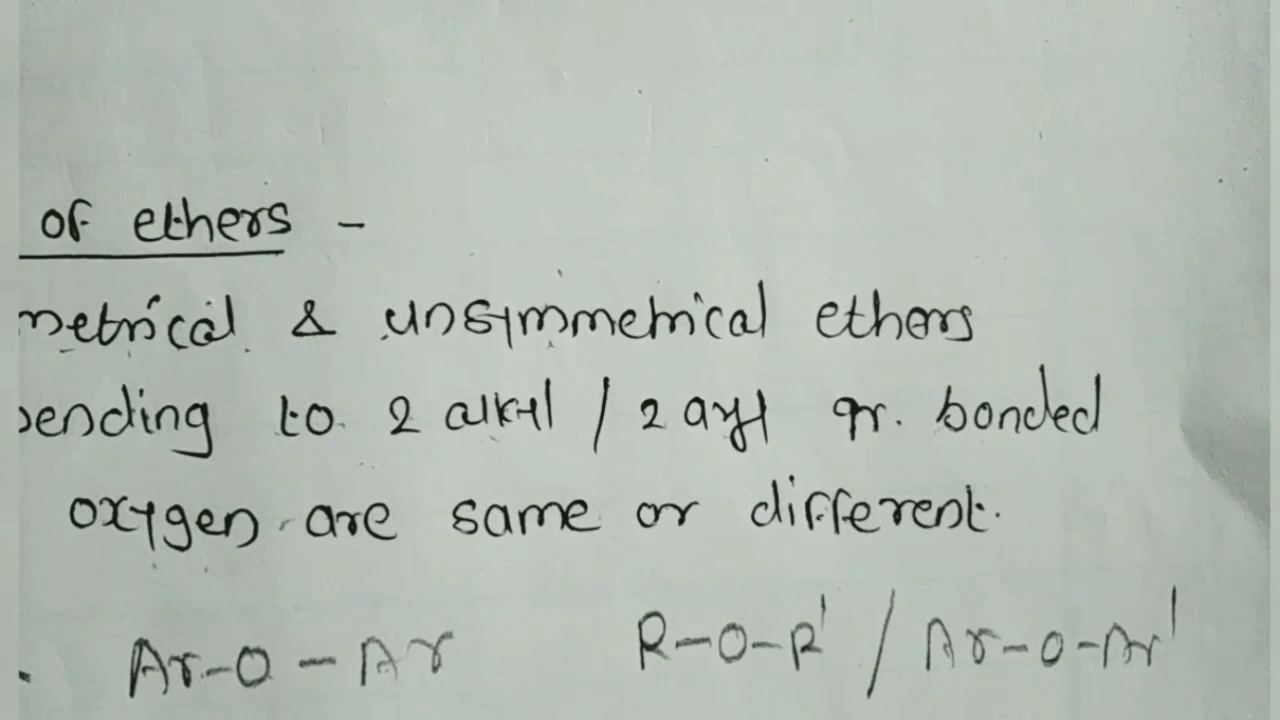 of ethers -
metrical & unsymmetrical ethers
pending to 2 alkyl / 2 aryl gr. bonded
oxygen are same or different.
Ar-O-Ar R-O-R' / Ar-O-Ar'